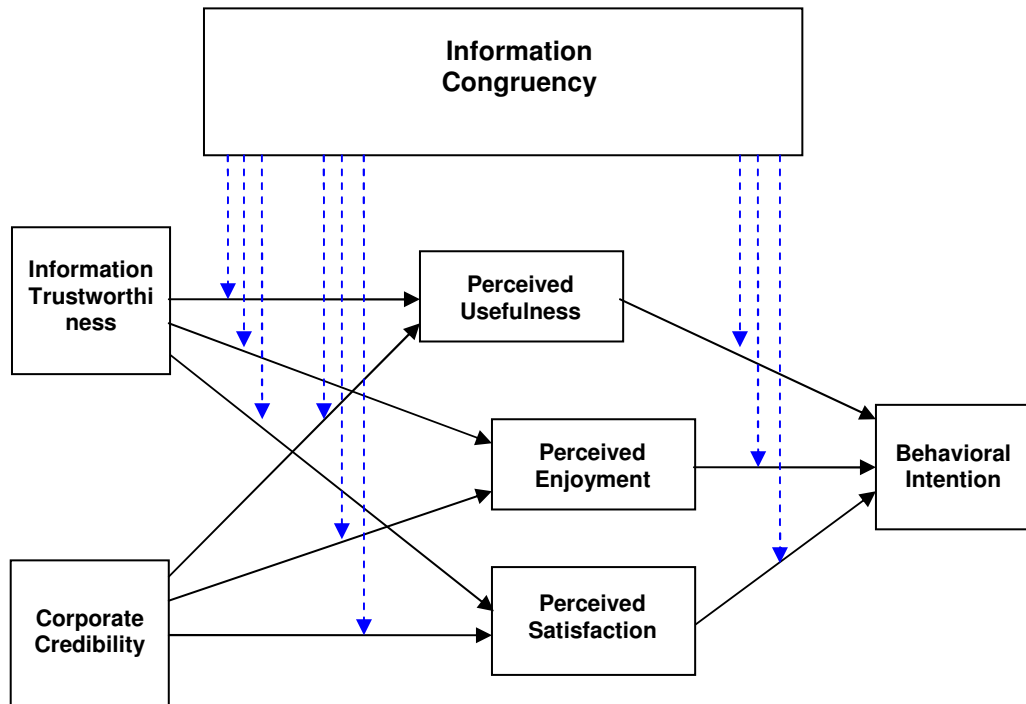 Information
Congruency
Information
Trustworthi
ness
Perceived
Usefulness
Perceived
Enjoyment
Behavioral
Intention
Corporate
Credibility
Perceived
Satisfaction